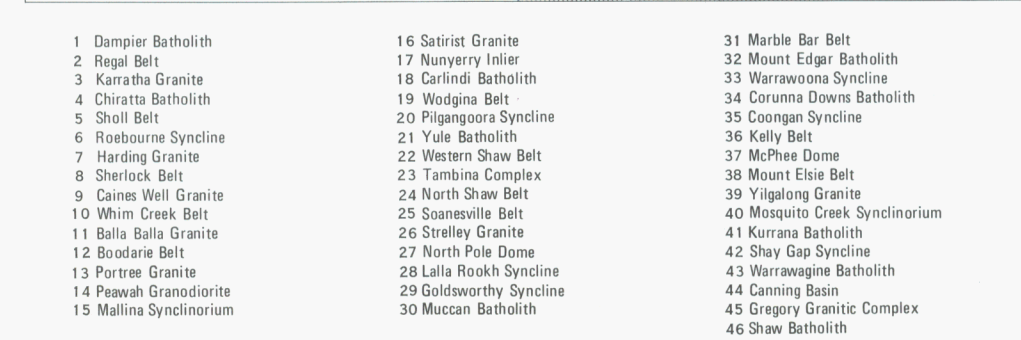 1 Dampier Batholith
2 Regal Belt
3 Karratha Granite
4 Chiratta Batholith
5 Sholl Belt
6 Roebourne Syncline
7 Harding Granite
8 Sherlock Belt
9 Caines Well Granite
10 Whim Creek Belt
11 Balla Balla Granite
12 Boodarie Belt
13 Portree Granite
14 Peawah Granodiorite
15 Mallina Synclinorium
16 Satirist Granite
17 Nunyerry Inlier
18 Carlindi Batholith
19 Wodgina Belt
20 Pilgangoora Syncline
21 Yule Batholith
22 Western Shaw Belt
23 Tambina Complex
24 North Shaw Belt
25 Soanesville Belt
26 Strelley Granite
27 North Pole Dome
28 Lalla Rookh Syncline
29 Goldsworthy Syncline
30 Muccan Batholith
31 Marble Bar Belt
32 Mount Edgar Batholith
33 Warrawoona Syncline
34 Corunna Downs Batholith
35 Coongan Syncline
36 Kelly Belt
37 McPhee Dome
38 Mount Elsie Belt
39 Yilgalong Granite
40 Mosquito Creek Synclinorium
41 Kurrana Batholith
42 Shay Gap Syncline
43 Warrawagine Batholith
44 Canning Basin
45 Gregory Granitic Complex
46 Shaw Batholith